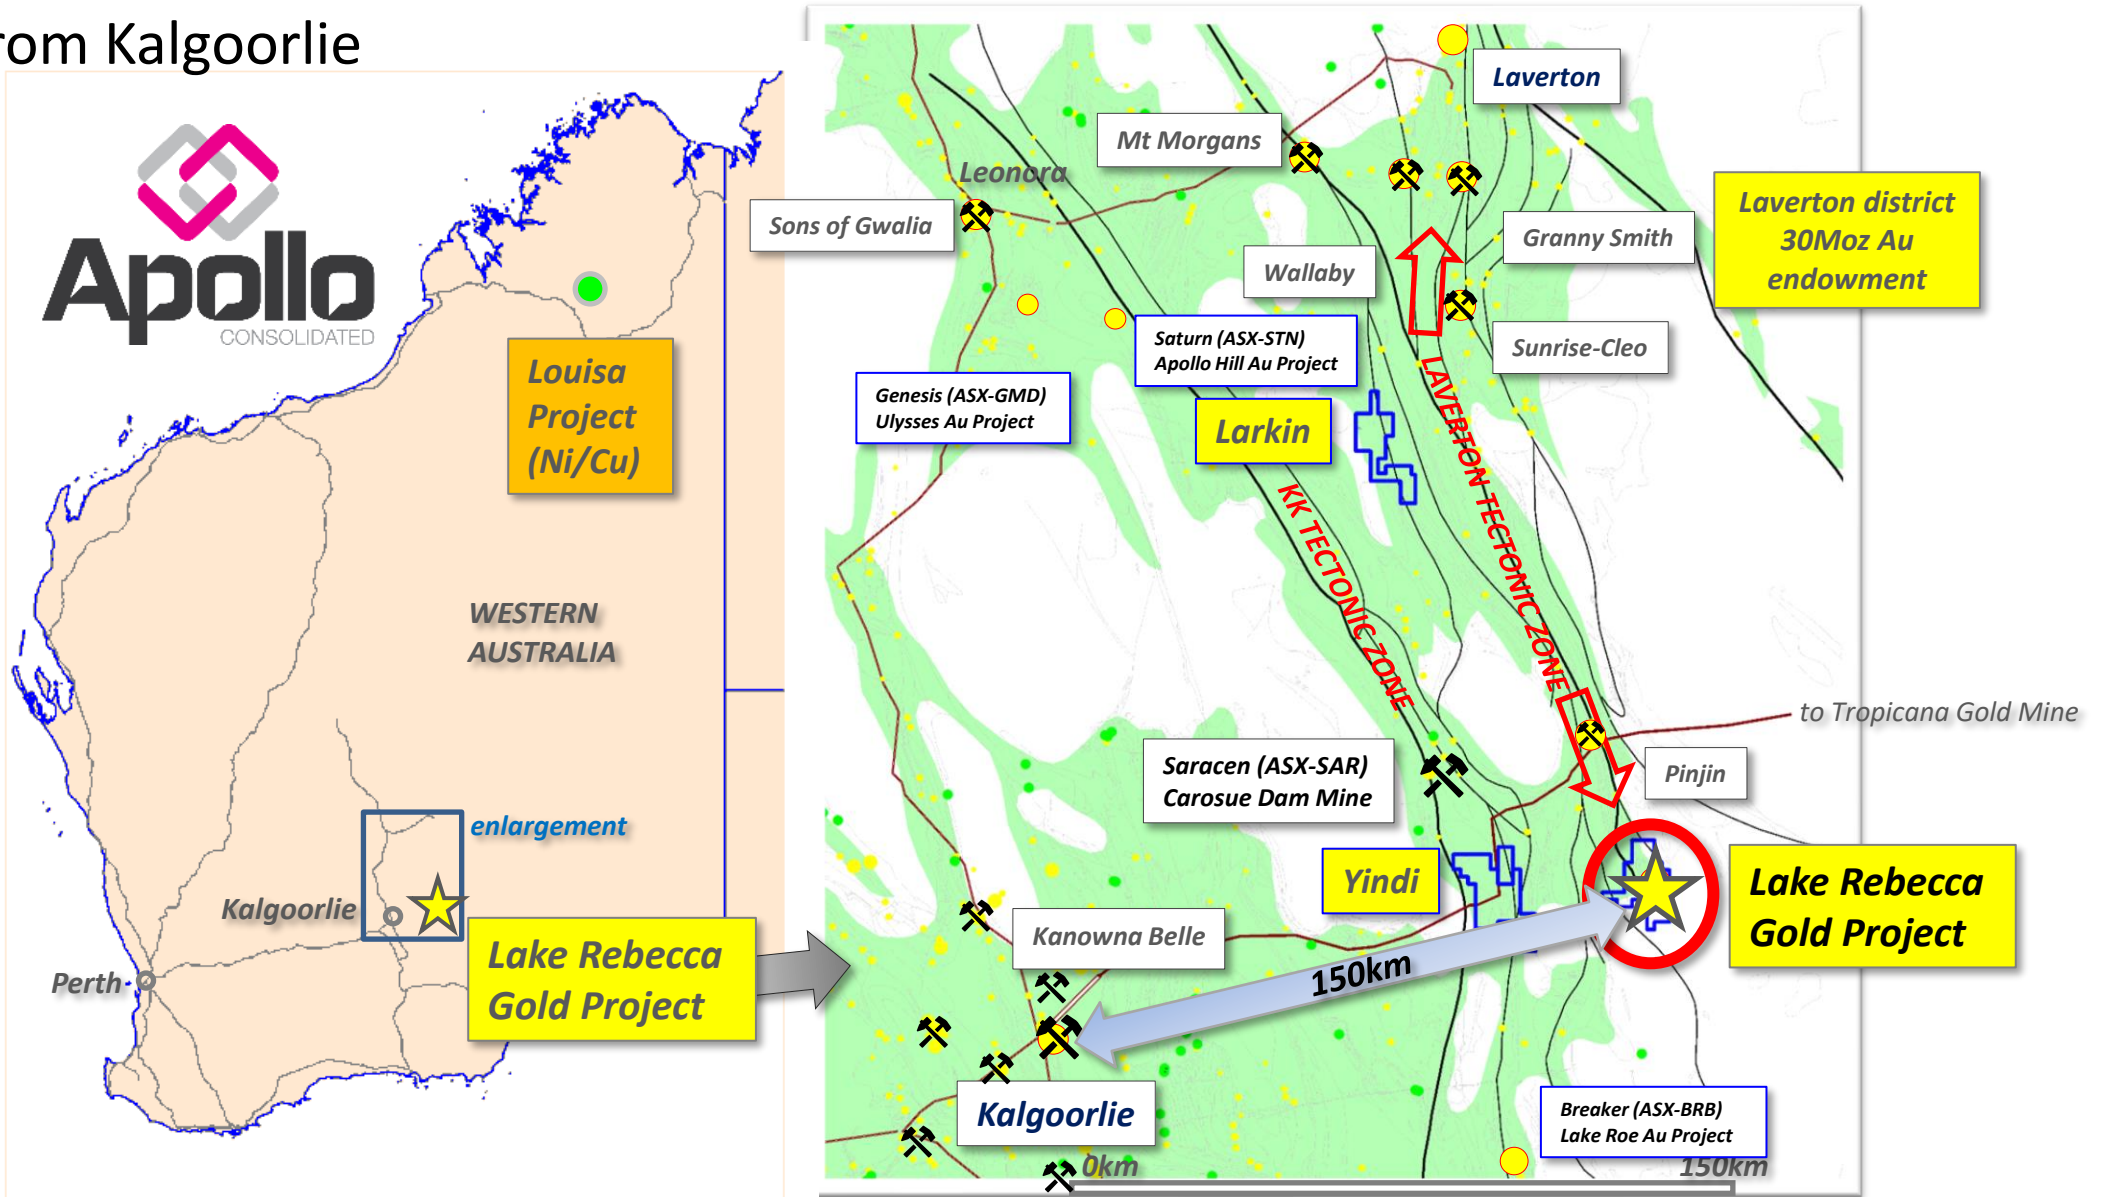 rom Kalgoorlie
Apollo
CONSOLIDATED
Louisa
Project
(Ni/Cu)
WESTERN
AUSTRALIA
enlargement
Kalgoorlie
Perth
Lake Rebecca
Gold Project
Laverton
Mt Morgans
Leonora
Sons of Gwalia
Granny Smith
Wallaby
Laverton district
30Moz Au
endowment
Saturn (ASX-STN)
Apollo Hill Au Project
Sunrise-Cleo
Genesis (ASX-GMD)
Ulysses Au Project
Larkin
LAVERTON TECTONIC ZONE
KK TECTONIC ZONE
to Tropicana Gold Mine
Saracen (ASX-SAR)
Carosue Dam Mine
Pinjin
Yindi
Lake Rebecca
Gold Project
Kanowna Belle
150km
Kalgoorlie
Breaker (ASX-BRB)
Lake Roe Au Project
0km
150km